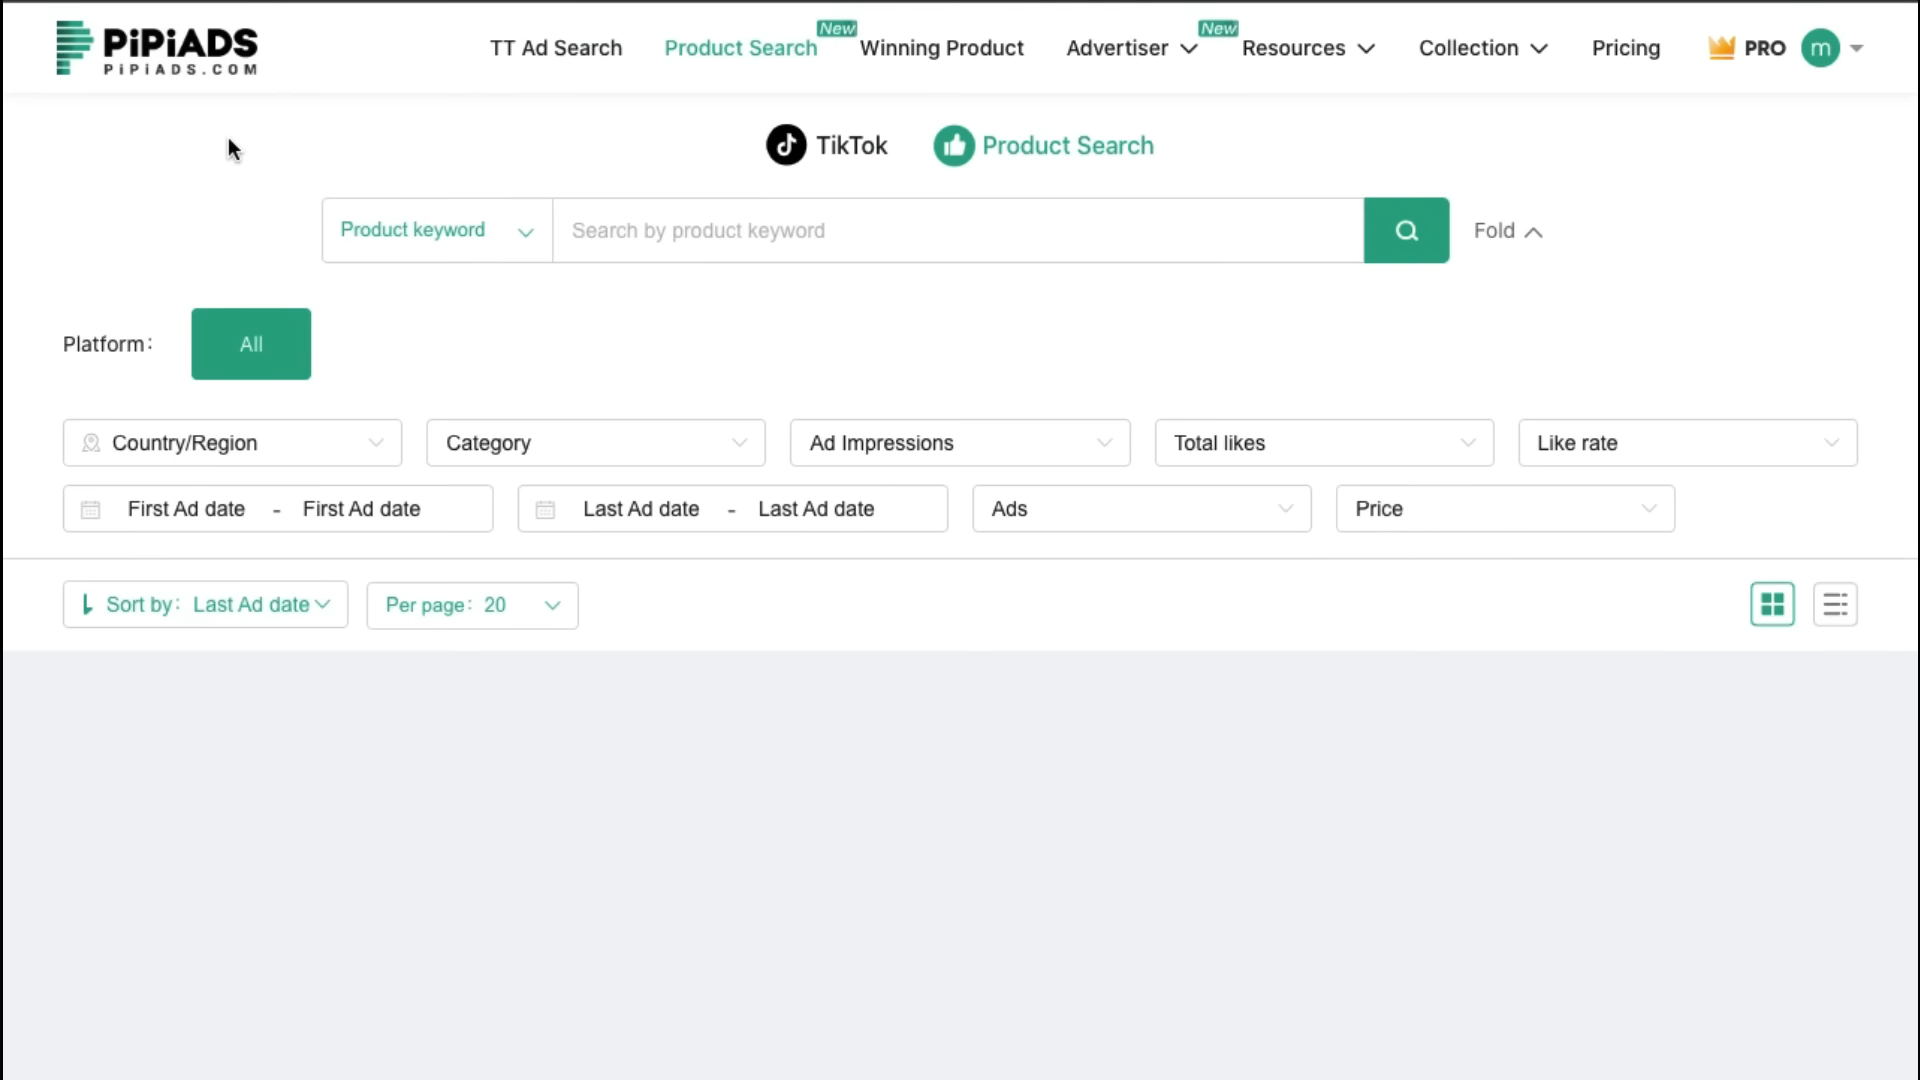 PiPiADS
PiPiADS.COM
TT Ad Search
Product Search
New
Winning Product
Advertiser
New
Resources
Collection
Pricing
PRO
m
TikTok
Product Search
Product keyword
Search by product keyword
Fold
Platform:
All
Country/Region
Category
Ad Impressions
Total likes
Like rate
First Ad date - First Ad date
Last Ad date - Last Ad date
Ads
Price
Sort by: Last Ad date
Per page: 20